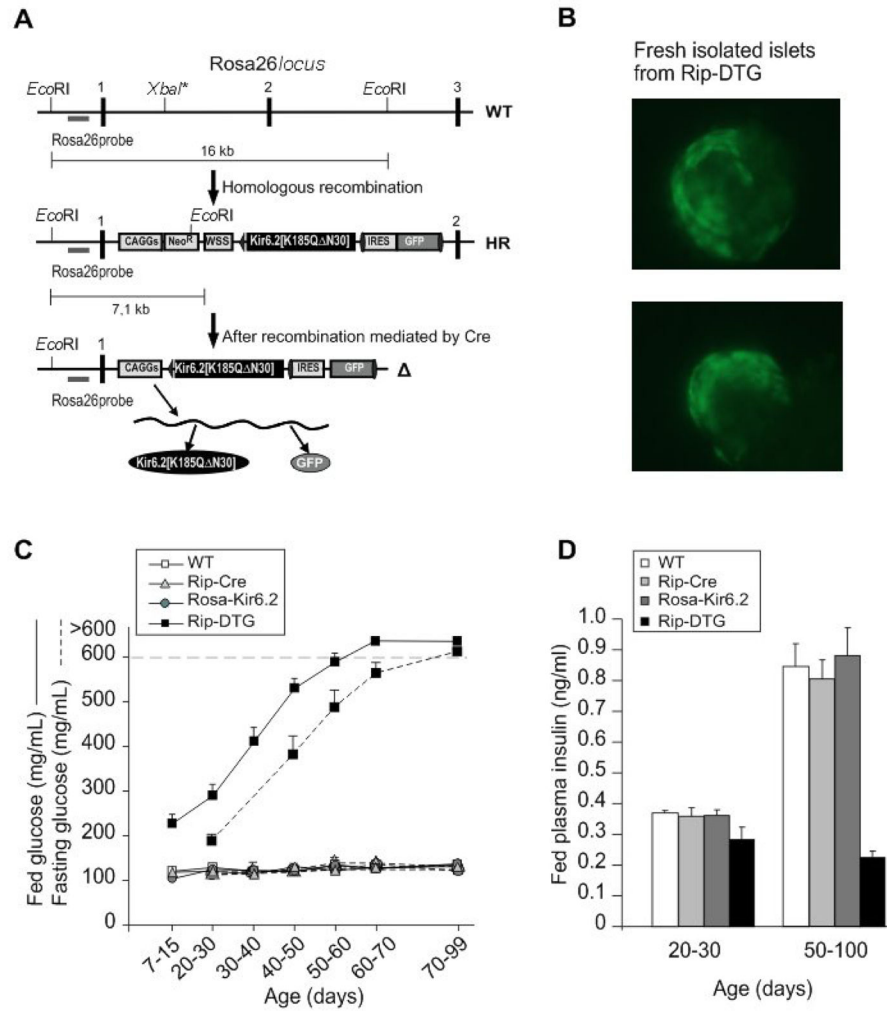 A
Rosa26locus
EcoRI
1
XbaI*
2
EcoRI
3
WT
Rosa26probe
16 kb
Homologous recombination
EcoRI
1
EcoRI
2
CAGGs
NeoR
WSS
Kir6.2[K185Q∆N30]
IRES
GFP
HR
Rosa26probe
7,1 kb
After recombination mediated by Cre
EcoRI
1
CAGGs
Kir6.2[K185Q∆N30]
IRES
GFP
∆
Rosa26probe
Kir6.2[K185Q∆N30]
GFP
B
Fresh isolated islets
from Rip-DTG
C
WT
Rip-Cre
Rosa-Kir6.2
Rip-DTG
Fed glucose (mg/mL)
Fasting glucose (mg/mL)
>600
600
500
400
300
200
100
0
7-15
20-30
30-40
40-50
50-60
60-70
70-99
Age (days)
D
WT
Rip-Cre
Rosa-Kir6.2
Rip-DTG
Fed plasma insulin (ng/ml)
1.0
0.9
0.8
0.7
0.6
0.5
0.4
0.3
0.2
0.1
0
20-30
50-100
Age (days)